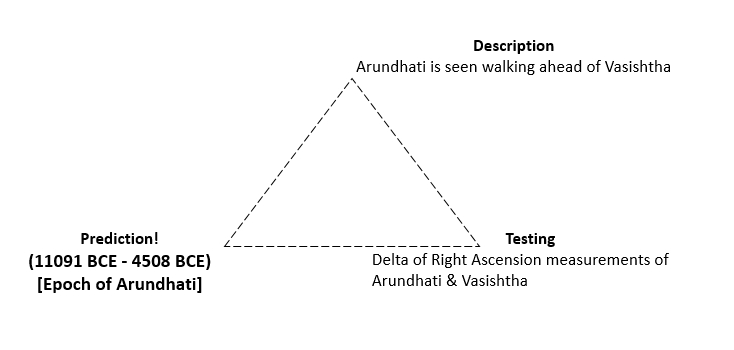 Description
Arundhati is seen walking ahead of Vasishtha
Prediction!
(11091 BCE - 4508 BCE)
[Epoch of Arundhati]
Testing
Delta of Right Ascension measurements of
Arundhati & Vasishtha